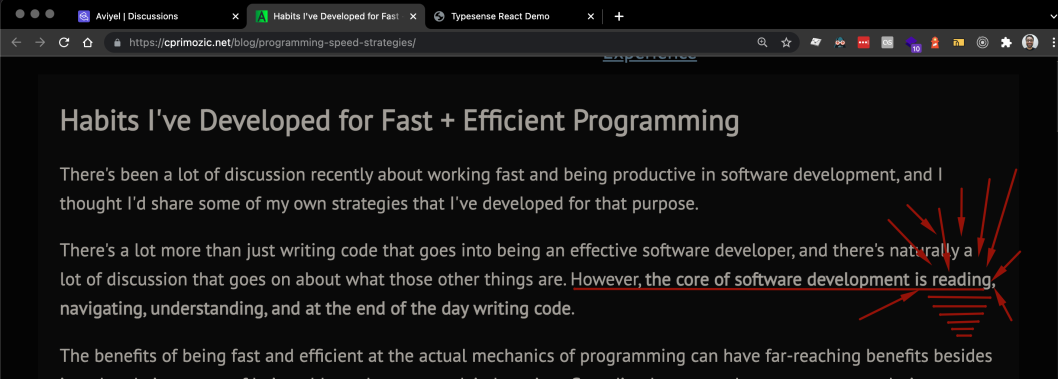 Aviyel | Discussions
Habits I've Developed for Fast
Typesense React Demo
https://cprimozic.net/blog/programming-speed-strategies/
10
Experience
Habits I've Developed for Fast + Efficient Programming
There's been a lot of discussion recently about working fast and being productive in software development, and I
thought I'd share some of my own strategies that I've developed for that purpose.
There's a lot more than just writing code that goes into being an effective software developer, and there's naturally a
lot of discussion that goes on about what those other things are. However, the core of software development is reading,
navigating, understanding, and at the end of the day writing code.
The benefits of being fast and efficient at the actual mechanics of programming can have far-reaching benefits besides